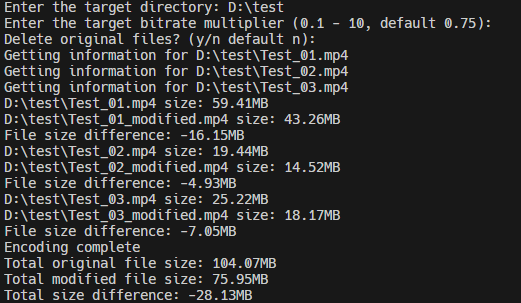 Enter the target directory: D:\test
Enter the target bitrate multiplier (0.1 - 10, default 0.75):
Delete original files? (y/n default n):
Getting information for D:\test\Test_01.mp4
Getting information for D:\test\Test_02.mp4
Getting information for D:\test\Test_03.mp4
D:\test\Test_01.mp4 size: 59.41MB
D:\test\Test_01_modified.mp4 size: 43.26MB
File size difference: -16.15MB
D:\test\Test_02.mp4 size: 19.44MB
D:\test\Test_02_modified.mp4 size: 14.52MB
File size difference: -4.93MB
D:\test\Test_03.mp4 size: 25.22MB
D:\test\Test_03_modified.mp4 size: 18.17MB
File size difference: -7.05MB
Encoding complete
Total original file size: 104.07MB
Total modified file size: 75.95MB
Total size difference: -28.13MB